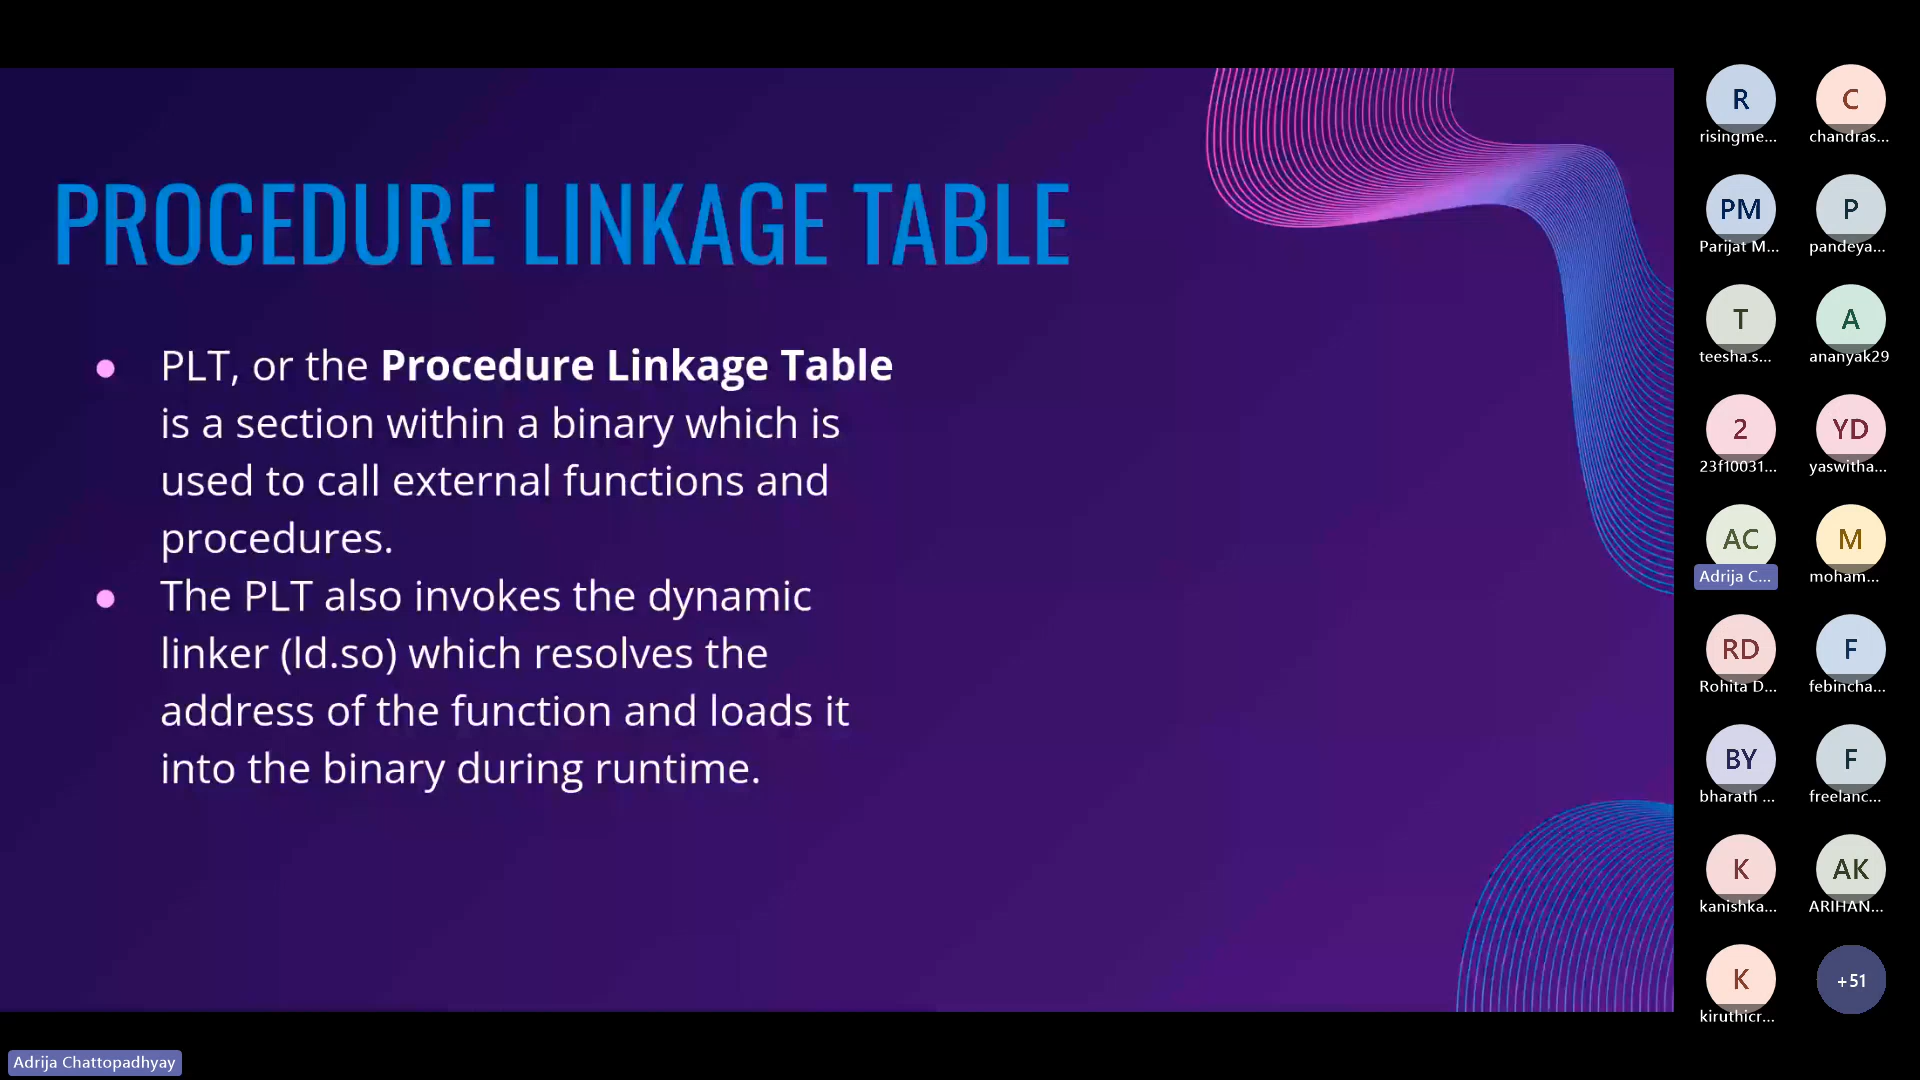 PROCEDURE LINKAGE TABLE
● PLT, or the Procedure Linkage Table
is a section within a binary which is
used to call external functions and
procedures.
● The PLT also invokes the dynamic
linker (ld.so) which resolves the
address of the function and loads it
into the binary during runtime.
R
risingme...
C
chandras...
PM
Parijat M...
P
pandeya...
T
teesha.s...
A
ananyak29
2
23f10031...
YD
yaswitha...
AC
Adrija C...
M
moham...
RD
Rohita D...
F
febincha...
BY
bharath ...
F
freelanc...
K
kanishka...
AK
ARIHAN...
K
kiruthicr...
+51
Adrija Chattopadhyay